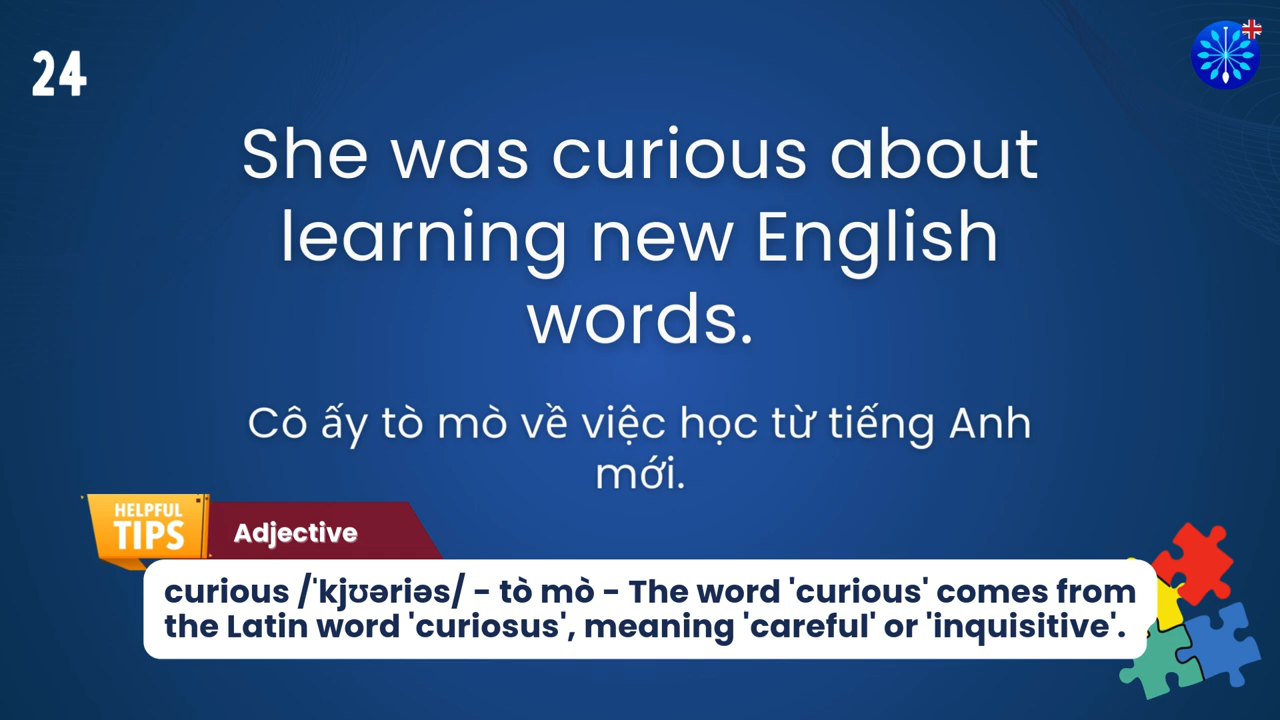 24
She was curious about
learning new English
words.
Cô ấy tò mò về việc học từ tiếng Anh
mới.
HELPFUL
TIPS
Adjective
curious /ˈkjʊəriəs/ - tò mò - The word 'curious' comes from
the Latin word 'curiosus', meaning 'careful' or 'inquisitive'.